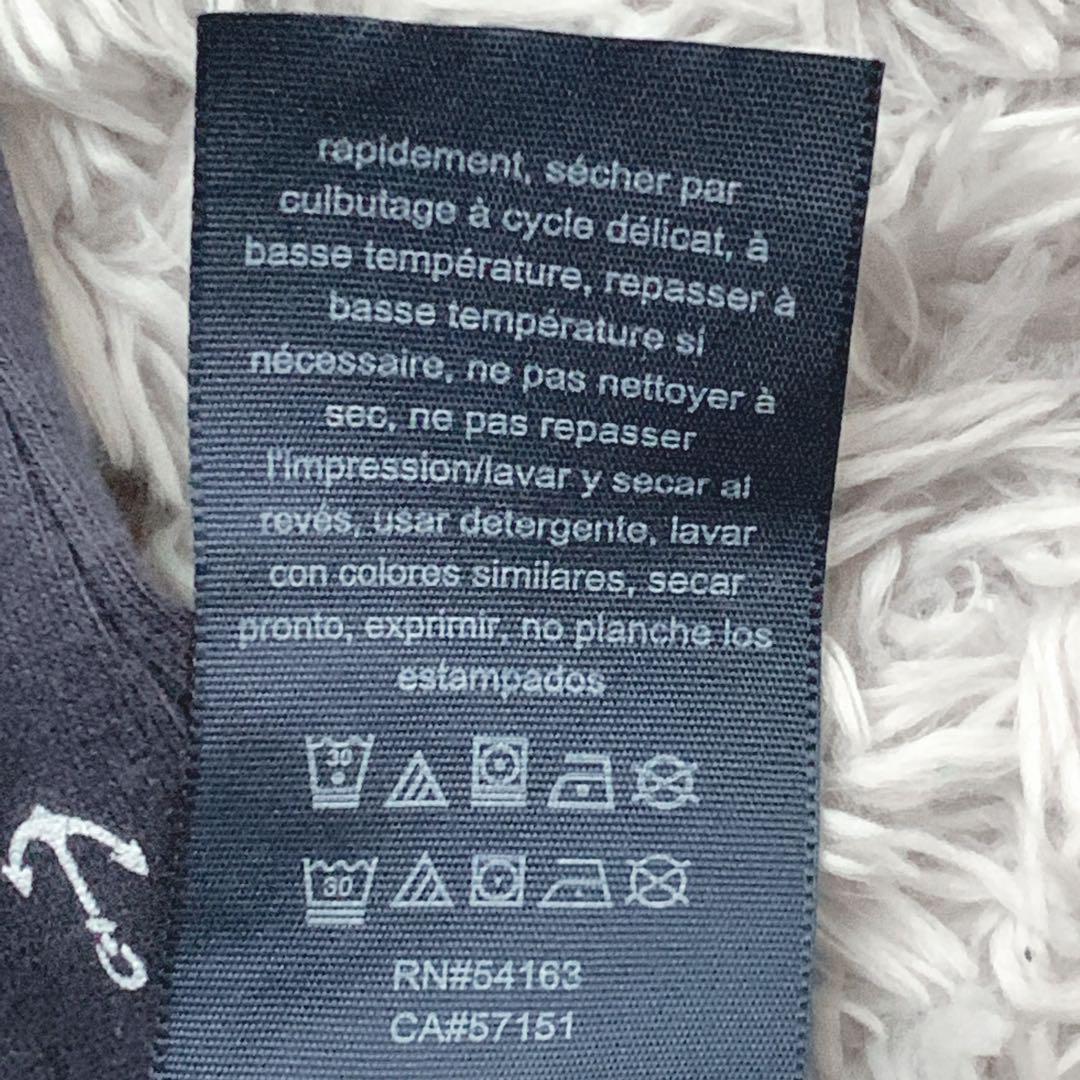 rapidement, sécher par
culbutage à cycle délicat, à
basse température, repasser à
basse température si
nécessaire, ne pas nettoyer à
sec, ne pas repasser
l'impression/lavar y secar al
revés, usar detergente, lavar
con colores similares, secar
pronto, exprimir, no planche los
estampados
30
30
RN#54163
CA#57151